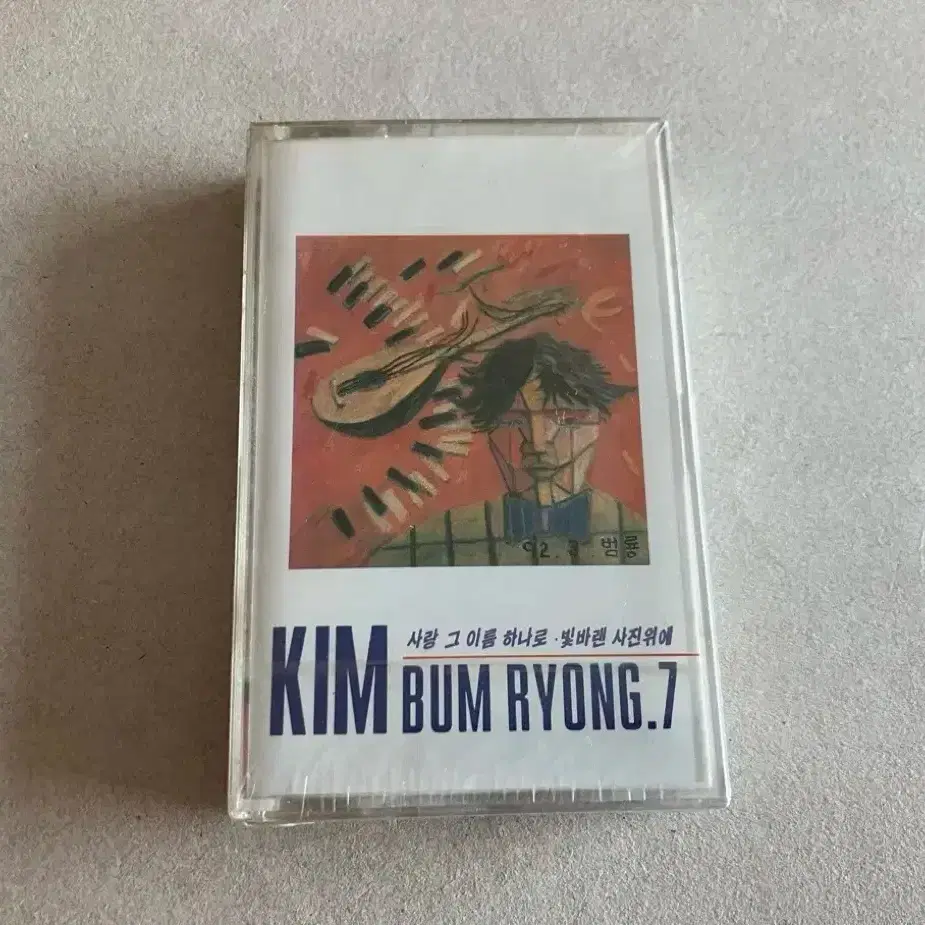 92. 3 범룡
KIM
사랑 그 이름 하나로 · 빛바랜 사진위에
BUM RYONG.7